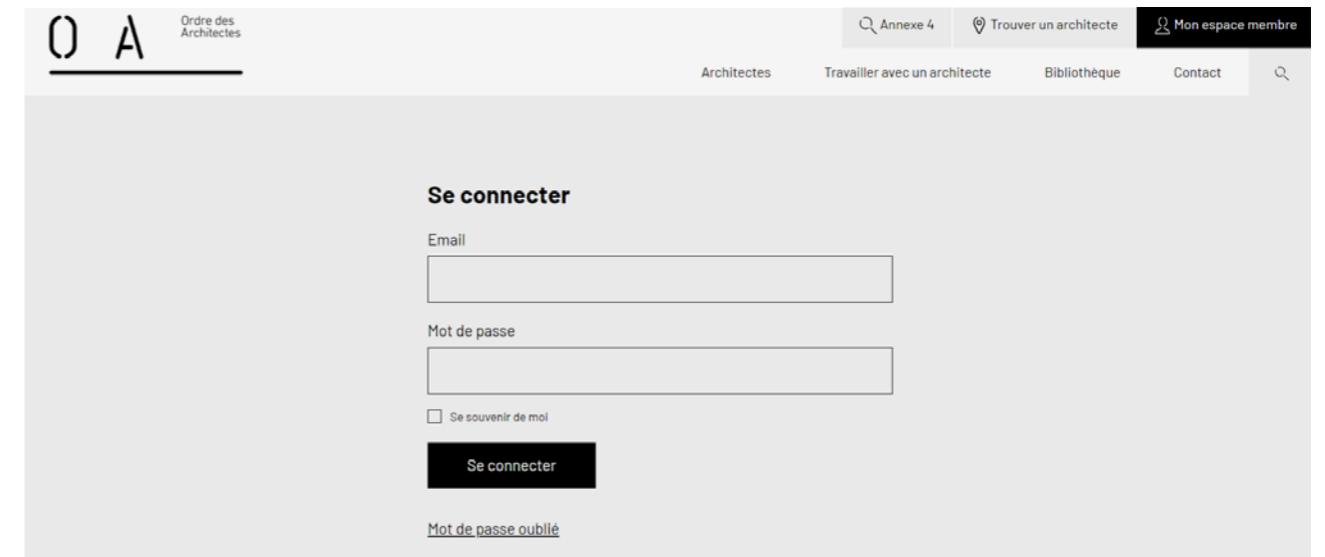 O A
Ordre des
Architectes
Annexe 4 Trouver un architecte Mon espace membre
Architectes Travailler avec un architecte Bibliothèque Contact
Se connecter
Email
Mot de passe
Se souvenir de moi
Se connecter
Mot de passe oublié